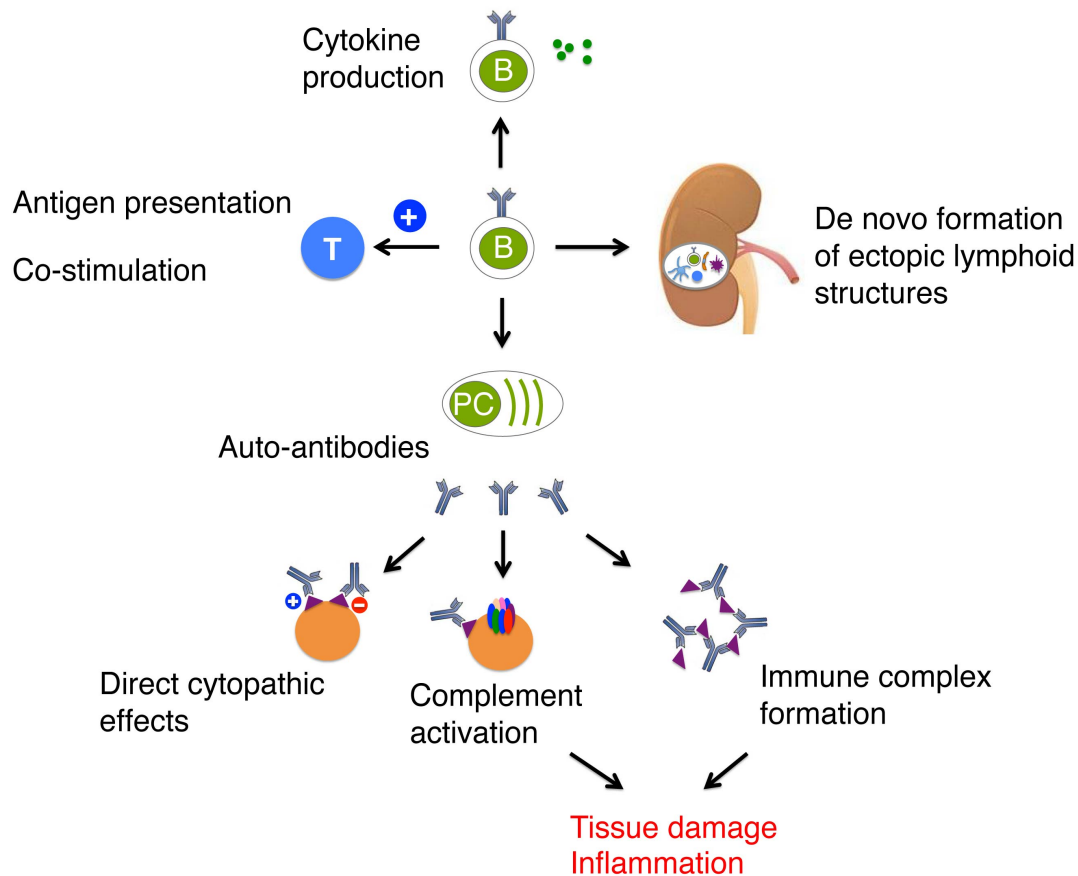 Cytokine
production
B
Antigen presentation
Co-stimulation
T
+
B
De novo formation
of ectopic lymphoid
structures
PC
Auto-antibodies
+
−
Direct cytopathic
effects
Complement
activation
Immune complex
formation
Tissue damage
Inflammation